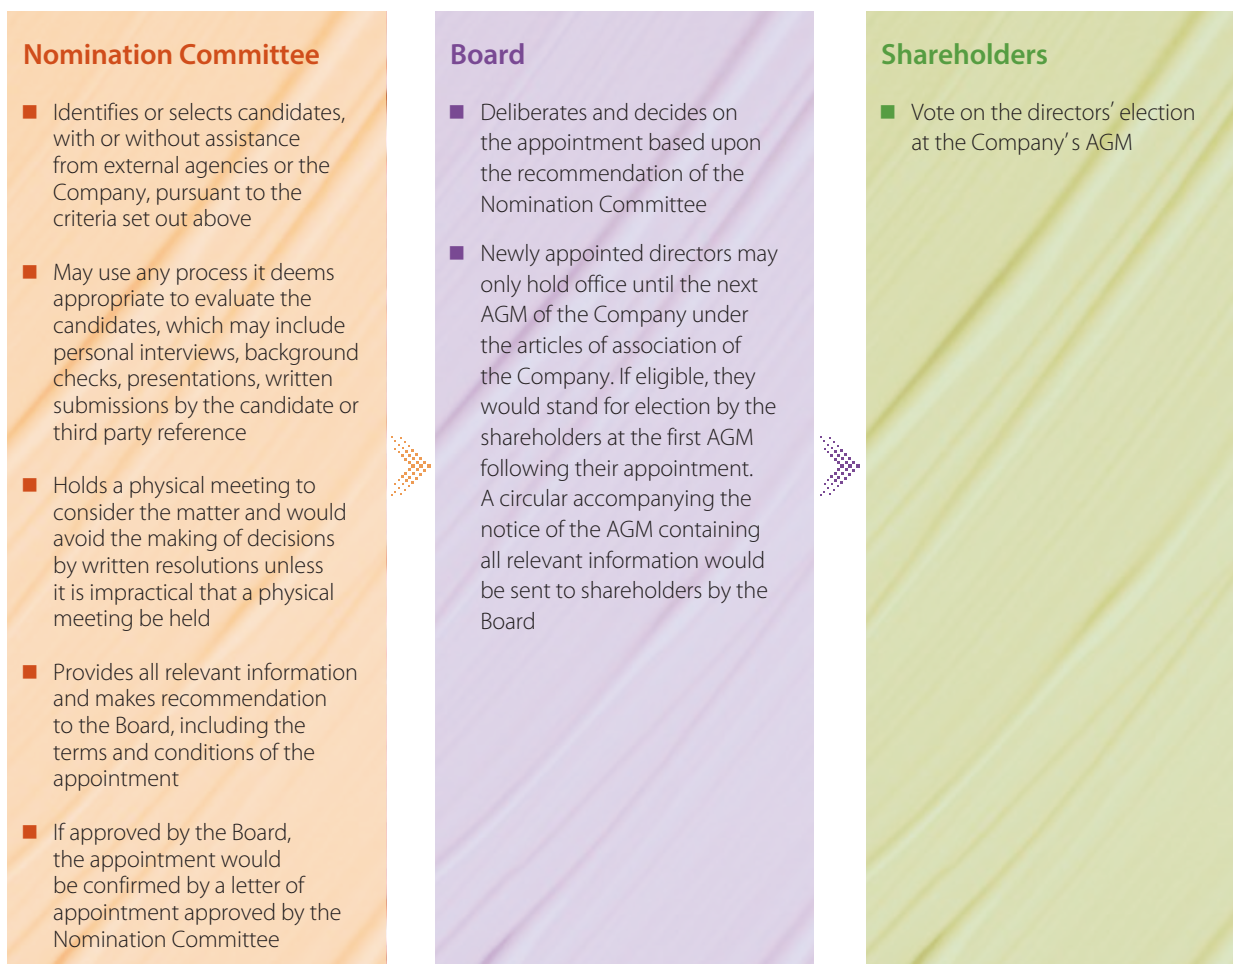 Nomination Committee
■ Identifies or selects candidates,
with or without assistance
from external agencies or the
Company, pursuant to the
criteria set out above
■ May use any process it deems
appropriate to evaluate the
candidates, which may include
personal interviews, background
checks, presentations, written
submissions by the candidate or
third party reference
■ Holds a physical meeting to
consider the matter and would
avoid the making of decisions
by written resolutions unless
it is impractical that a physical
meeting be held
■ Provides all relevant information
and makes recommendation
to the Board, including the
terms and conditions of the
appointment
■ If approved by the Board,
the appointment would
be confirmed by a letter of
appointment approved by the
Nomination Committee
Board
■ Deliberates and decides on
the appointment based upon
the recommendation of the
Nomination Committee
■ Newly appointed directors may
only hold office until the next
AGM of the Company under
the articles of association of
the Company. If eligible, they
would stand for election by the
shareholders at the first AGM
following their appointment.
A circular accompanying the
notice of the AGM containing
all relevant information would
be sent to shareholders by the
Board
Shareholders
■ Vote on the directors’ election
at the Company’s AGM